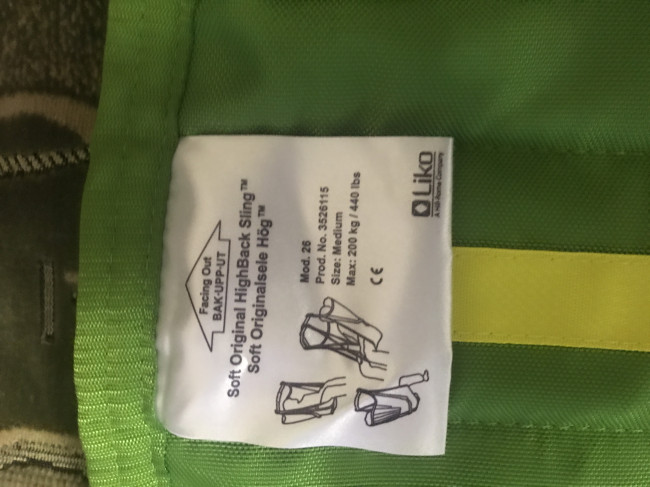 Facing Out
BAK-UPP-UT
Soft Original HighBack Sling™
Soft Originalsele Hög™
Mod. 26
Prod. No. 3526115
Size: Medium
Max: 200 kg / 440 lbs
CE
Liko
A Hill-Rom Company